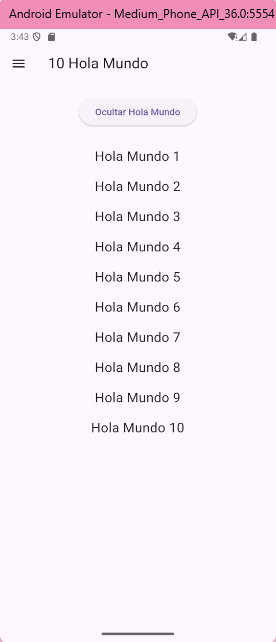 Android Emulator - Medium_Phone_API_36.0:5554
3:43
10 Hola Mundo
Ocultar Hola Mundo
Hola Mundo 1
Hola Mundo 2
Hola Mundo 3
Hola Mundo 4
Hola Mundo 5
Hola Mundo 6
Hola Mundo 7
Hola Mundo 8
Hola Mundo 9
Hola Mundo 10